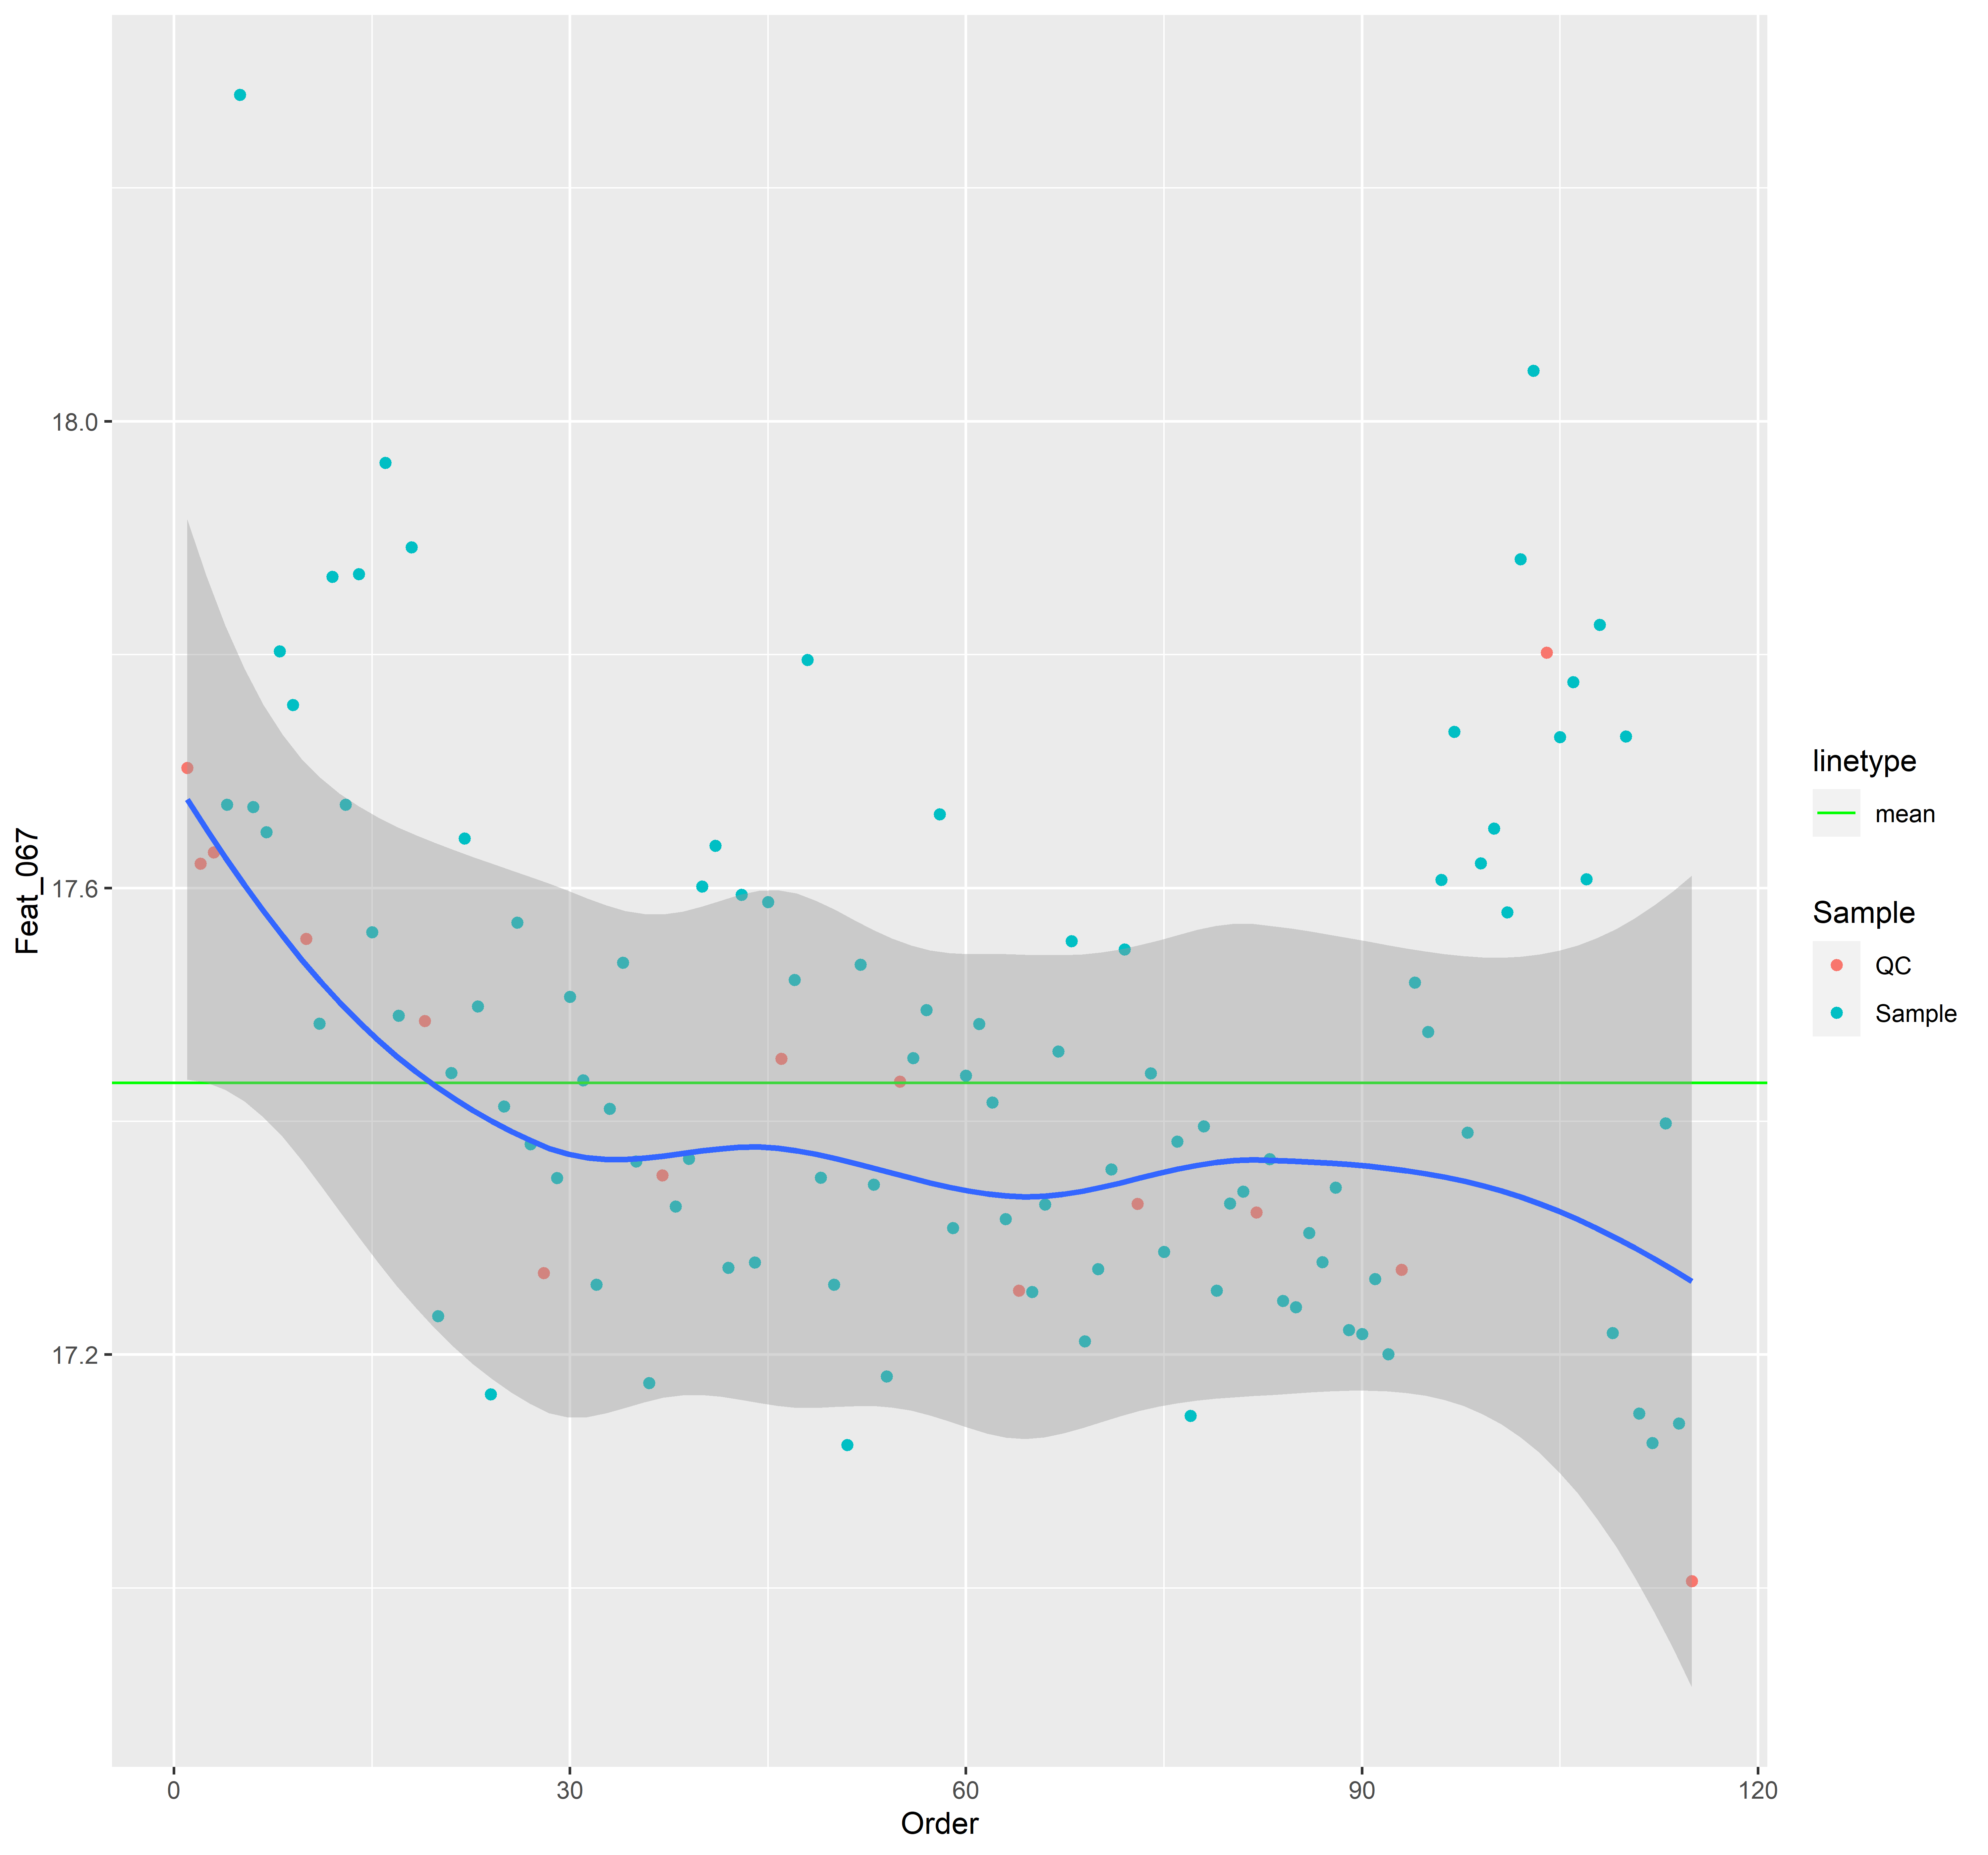 Feat_067
18.0
17.6
17.2
0
30
60
90
120
Order
linetype
mean
Sample
QC
Sample